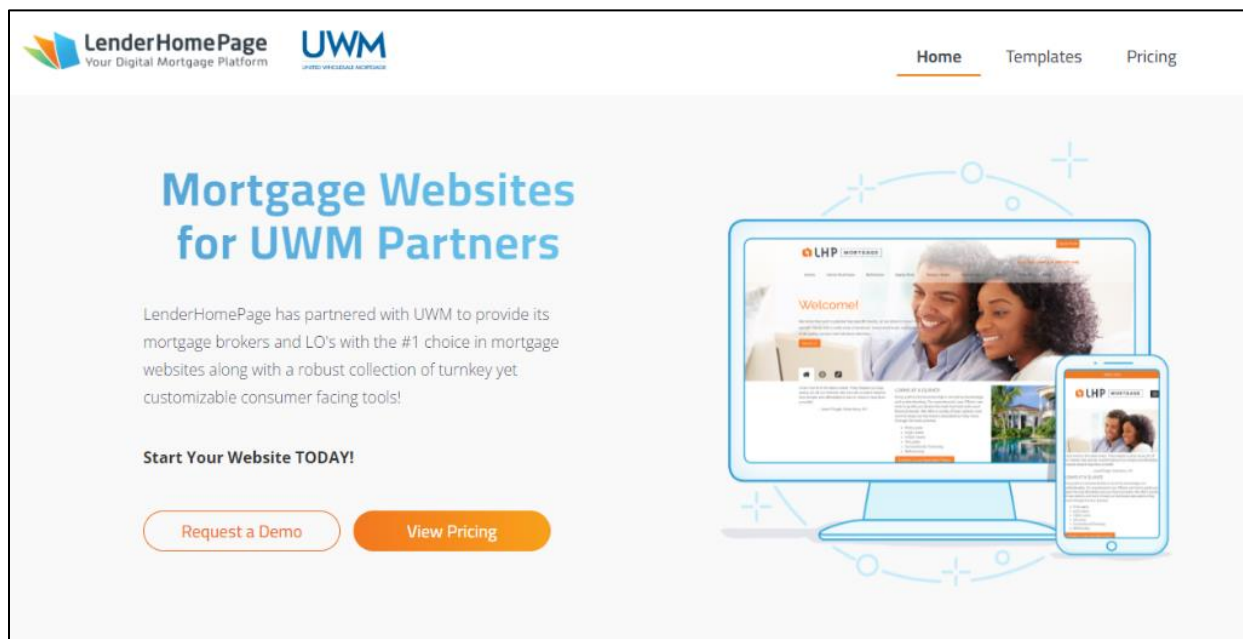 LenderHomePage
Your Digital Mortgage Platform
UWM
UNITED WHOLESALE MORTGAGE
Home
Templates
Pricing
Mortgage Websites
for UWM Partners
LenderHomePage has partnered with UWM to provide its
mortgage brokers and LO's with the #1 choice in mortgage
websites along with a robust collection of turnkey yet
customizable consumer facing tools!
Start Your Website TODAY!
Request a Demo
View Pricing
LHP MORTGAGE
Welcome!
LHP MORTGAGE